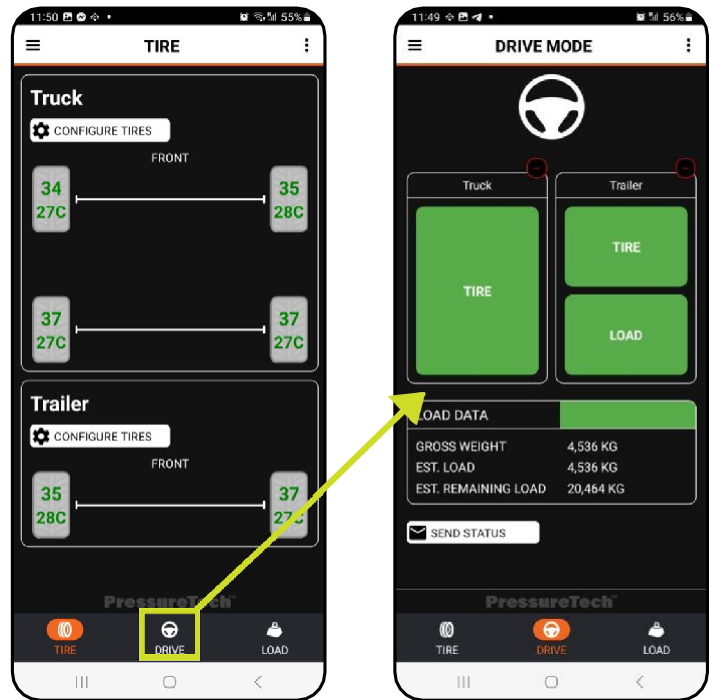 11:50
55%
TIRE
Truck
CONFIGURE TIRES
FRONT
34
27C
35
28C
37
27C
37
27C
Trailer
CONFIGURE TIRES
FRONT
35
28C
37
27C
PressureTech
TIRE
DRIVE
LOAD
11:49
56%
DRIVE MODE
Truck
Trailer
TIRE
TIRE
LOAD
LOAD DATA
GROSS WEIGHT 4,536 KG
EST. LOAD 4,536 KG
EST. REMAINING LOAD 20,464 KG
SEND STATUS
PressureTech
TIRE
DRIVE
LOAD